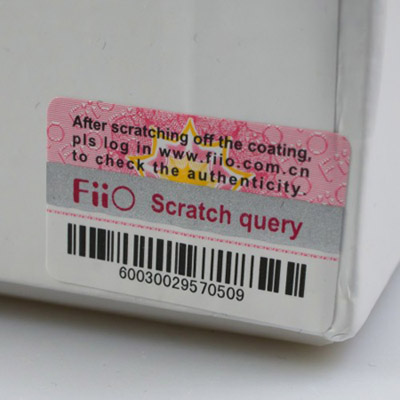 After scratching off the coating,
pls log in www.fiio.com.cn
to check the authenticity.
FiiO Scratch query
60030029570509